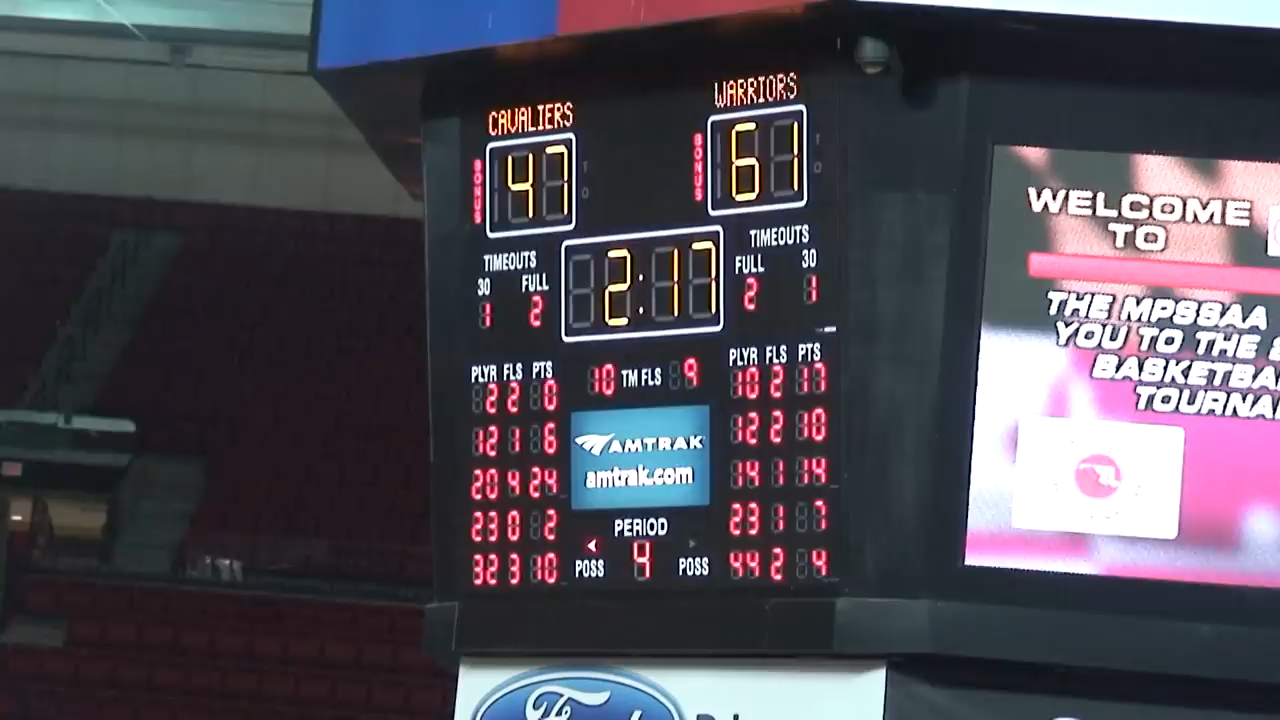 CAVALIERS
WARRIORS
BONUS
47
BONUS
61
TIMEOUTS
30 FULL
1 2
2:17
TIMEOUTS
FULL 30
2 1
PLYR FLS PTS
2 2 0
12 1 6
20 4 24
23 0 2
32 3 10
10 TM FLS 9
AMTRAK
amtrak.com
PERIOD
POSS 4 POSS
PLYR FLS PTS
10 2 17
12 2 10
14 1 14
23 1 7
44 2 4
WELCOME
TO
THE MPSSAA
YOU TO THE
TOURNA
Ford